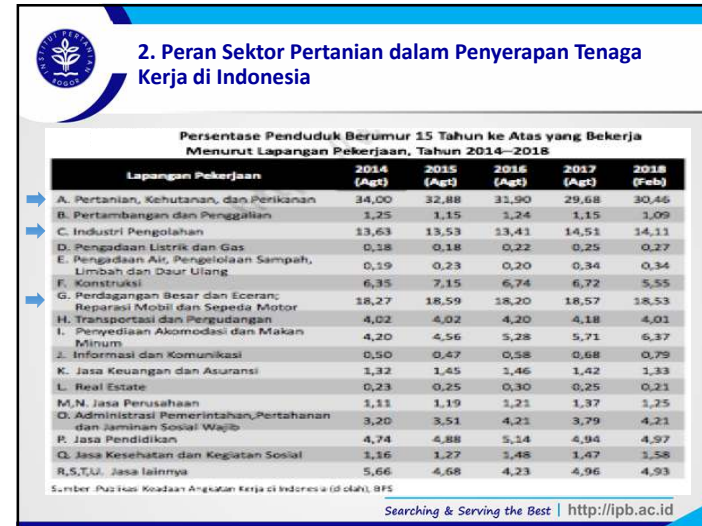 INSTITUT PERTANIAN
BOGOR
2. Peran Sektor Pertanian dalam Penyerapan Tenaga
Kerja di Indonesia
Persentase Penduduk Berumur 15 Tahun ke Atas yang Bekerja
Menurut Lapangan Pekerjaan, Tahun 2014–2018
Lapangan Pekerjaan 2014 (Agt) 2015 (Agt) 2016 (Agt) 2017 (Agt) 2018 (Feb)
A. Pertanian, Kehutanan, dan Perikanan 34,00 32,88 31,90 29,68 30,46
B. Pertambangan dan Penggalian 1,25 1,15 1,24 1,15 1,09
C. Industri Pengolahan 13,63 13,53 13,41 14,51 14,11
D. Pengadaan Listrik dan Gas 0,18 0,18 0,22 0,25 0,27
E. Pengadaan Air, Pengelolaan Sampah,
Limbah dan Daur Ulang 0,19 0,23 0,20 0,34 0,34
F. Konstruksi 6,35 7,15 6,74 6,72 5,55
G. Perdagangan Besar dan Eceran;
Reparasi Mobil dan Sepeda Motor 18,27 18,59 18,20 18,57 18,53
H. Transportasi dan Pergudangan 4,02 4,02 4,20 4,18 4,01
I. Penyediaan Akomodasi dan Makan
Minum 4,20 4,56 5,28 5,71 6,37
J. Informasi dan Komunikasi 0,50 0,47 0,58 0,68 0,79
K. Jasa Keuangan dan Asuransi 1,32 1,45 1,46 1,42 1,33
L. Real Estate 0,23 0,25 0,30 0,25 0,21
M,N. Jasa Perusahaan 1,11 1,19 1,21 1,37 1,25
O. Administrasi Pemerintahan,Pertahanan
dan Jaminan Sosial Wajib 3,20 3,51 4,21 3,79 4,21
P. Jasa Pendidikan 4,74 4,88 5,14 4,94 4,97
Q. Jasa Kesehatan dan Kegiatan Sosial 1,16 1,27 1,48 1,47 1,58
R,S,T,U. Jasa lainnya 5,66 4,68 4,23 4,96 4,93
Sumber: Publikasi Keadaan Angkatan Kerja di Indonesia (diolah), BPS
Searching & Serving the Best | http://ipb.ac.id